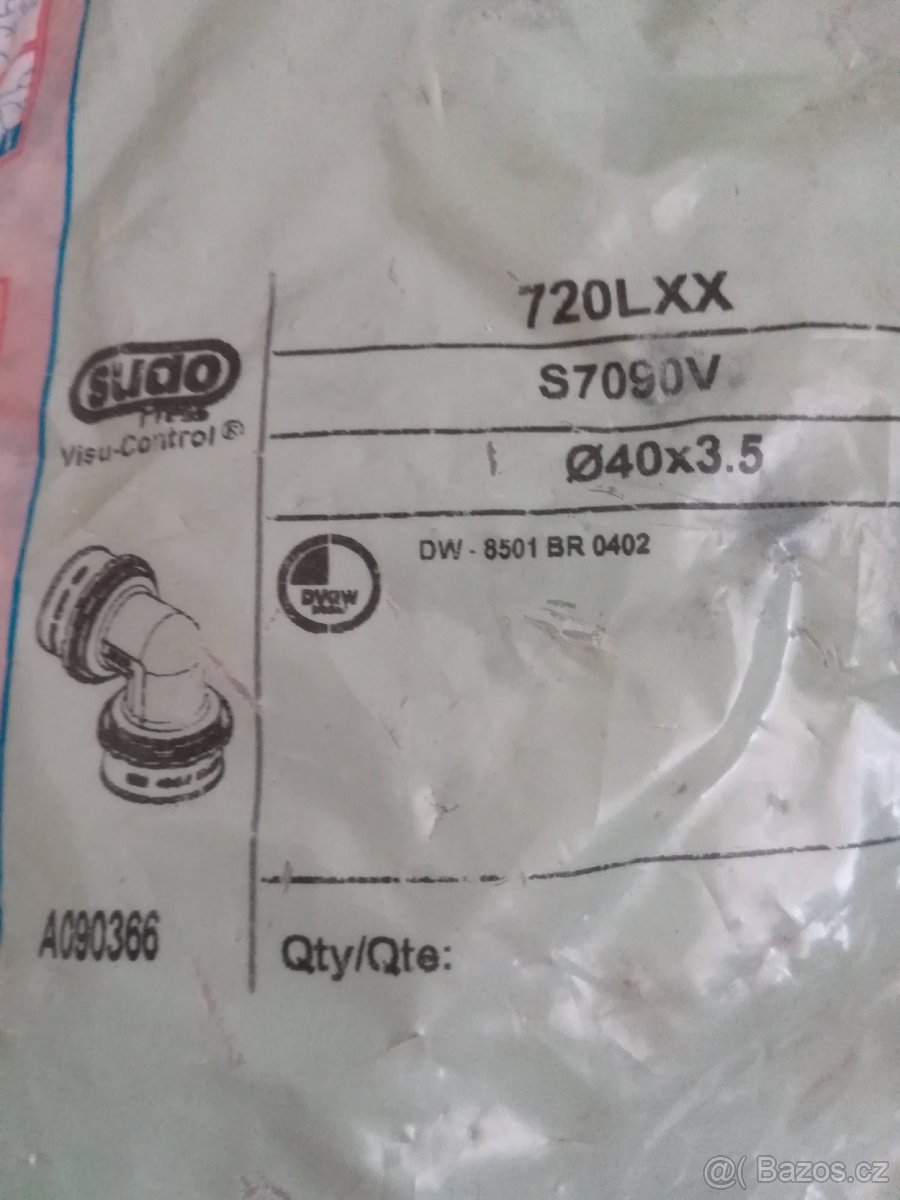 720LXX
S7090V
Ø40x3.5
sudo
Press
Visu-Control®
DW - 8501 BR 0402
DVGW
A090366
Qty/Qte:
@( Bazos.cz